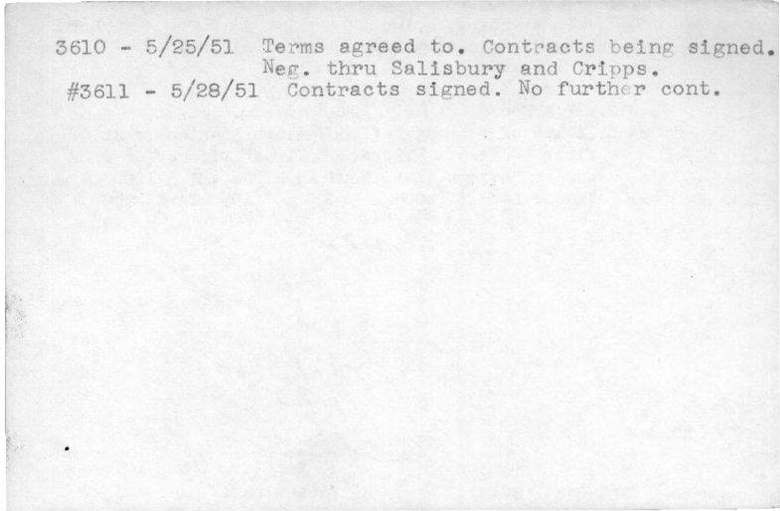 3610 - 5/25/51 Terms agreed to. Contracts being signed.
Neg. thru Salisbury and Cripps.
#3611 - 5/28/51 Contracts signed. No further cont.